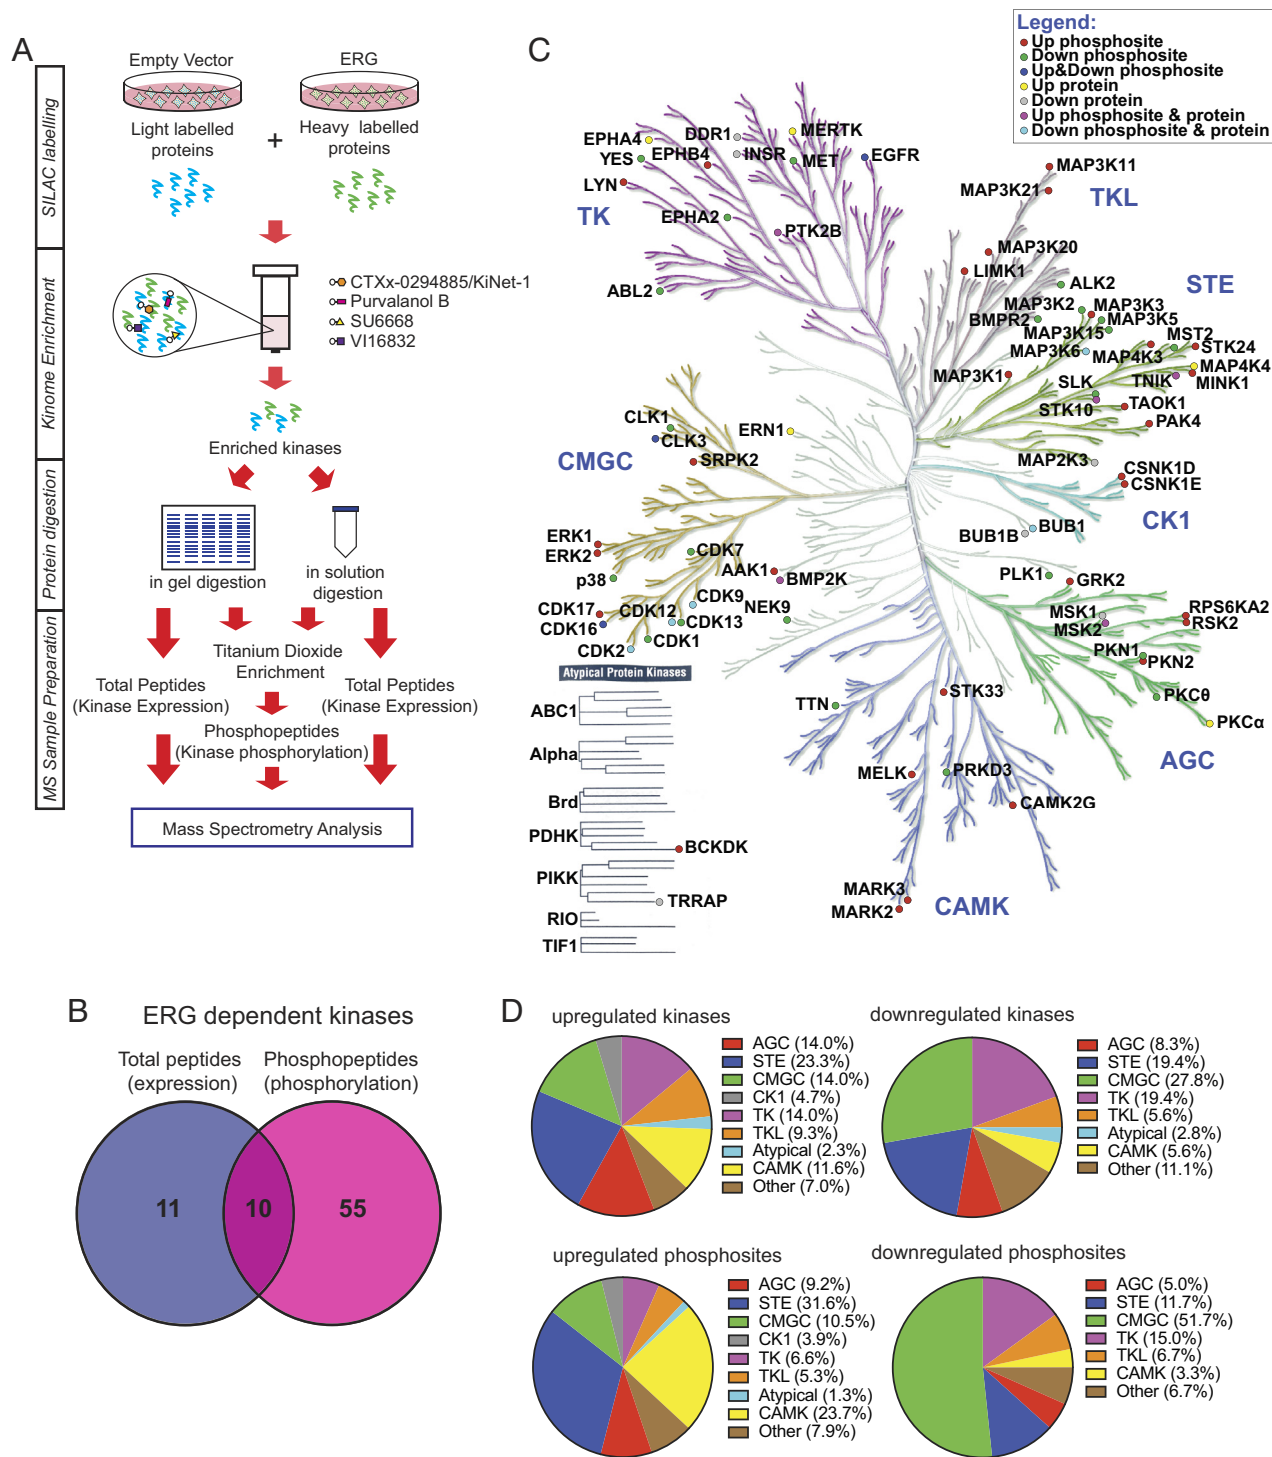 A
SILAC labelling
Kinome Enrichment
Protein digestion
MS Sample Preparation
Empty Vector
ERG
Light labelled
proteins
+
Heavy labelled
proteins
CTXx-0294885/KiNet-1
Purvalanol B
SU6668
VI16832
Enriched kinases
in gel digestion
in solution
digestion
Titanium Dioxide
Enrichment
Total Peptides
(Kinase Expression)
Total Peptides
(Kinase Expression)
Phosphopeptides
(Kinase phosphorylation)
Mass Spectrometry Analysis
B
ERG dependent kinases
Total peptides
(expression)
Phosphopeptides
(phosphorylation)
11
10
55
C
Legend:
Up phosphosite
Down phosphosite
Up&Down phosphosite
Up protein
Down protein
Up phosphosite & protein
Down phosphosite & protein
TK
EPHA4
YES
LYN
DDR1
EPHB4
INSR
MERTK
MET
EGFR
EPHA2
PTK2B
ABL2
TKL
MAP3K11
MAP3K21
MAP3K20
LIMK1
ALK2
BMPR2
STE
MAP3K2
MAP3K3
MAP3K5
MAP3K15
MAP3K6
MAP4K3
MST2
STK24
MAP4K4
MINK1
MAP3K1
SLK
TNIK
STK10
TAOK1
PAK4
MAP2K3
CK1
CSNK1D
CSNK1E
BUB1
BUB1B
CMGC
CLK1
CLK3
SRPK2
ERN1
ERK1
ERK2
p38
CDK7
CDK17
CDK16
CDK12
CDK9
CDK13
CDK1
CDK2
AAK1
BMP2K
NEK9
PLK1
AGC
GRK2
MSK1
MSK2
RPS6KA2
RSK2
PKN1
PKN2
PKCθ
PKCα
CAMK
TTN
STK33
MELK
PRKD3
CAMK2G
MARK3
MARK2
Atypical Protein Kinases
ABC1
Alpha
Brd
PDHK
BCKDK
PIKK
TRRAP
RIO
TIF1
D
upregulated kinases
AGC (14.0%)
STE (23.3%)
CMGC (14.0%)
CK1 (4.7%)
TK (14.0%)
TKL (9.3%)
Atypical (2.3%)
CAMK (11.6%)
Other (7.0%)
downregulated kinases
AGC (8.3%)
STE (19.4%)
CMGC (27.8%)
TK (19.4%)
TKL (5.6%)
Atypical (2.8%)
CAMK (5.6%)
Other (11.1%)
upregulated phosphosites
AGC (9.2%)
STE (31.6%)
CMGC (10.5%)
CK1 (3.9%)
TK (6.6%)
TKL (5.3%)
Atypical (1.3%)
CAMK (23.7%)
Other (7.9%)
downregulated phosphosites
AGC (5.0%)
STE (11.7%)
CMGC (51.7%)
TK (15.0%)
TKL (6.7%)
CAMK (3.3%)
Other (6.7%)